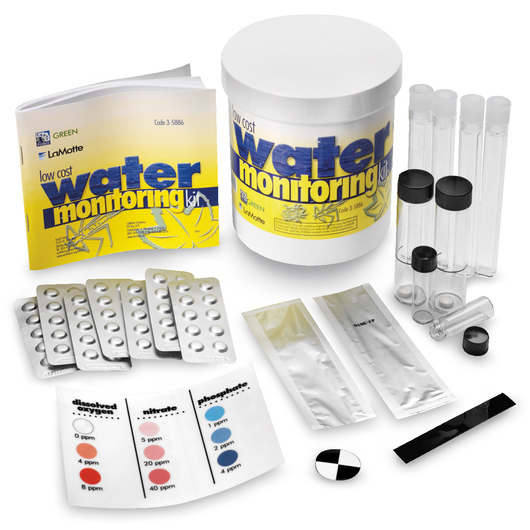 GREEN
LaMotte
Code 3-5886
low cost
water
monitoring
kit
low cost
GREEN
water
monitoring
kit
LaMotte
Code 3-5886
dissolved oxygen
0 ppm
4 ppm
8 ppm
nitrate
5 ppm
20 ppm
40 ppm
phosphate
1 ppm
2 ppm
4 ppm